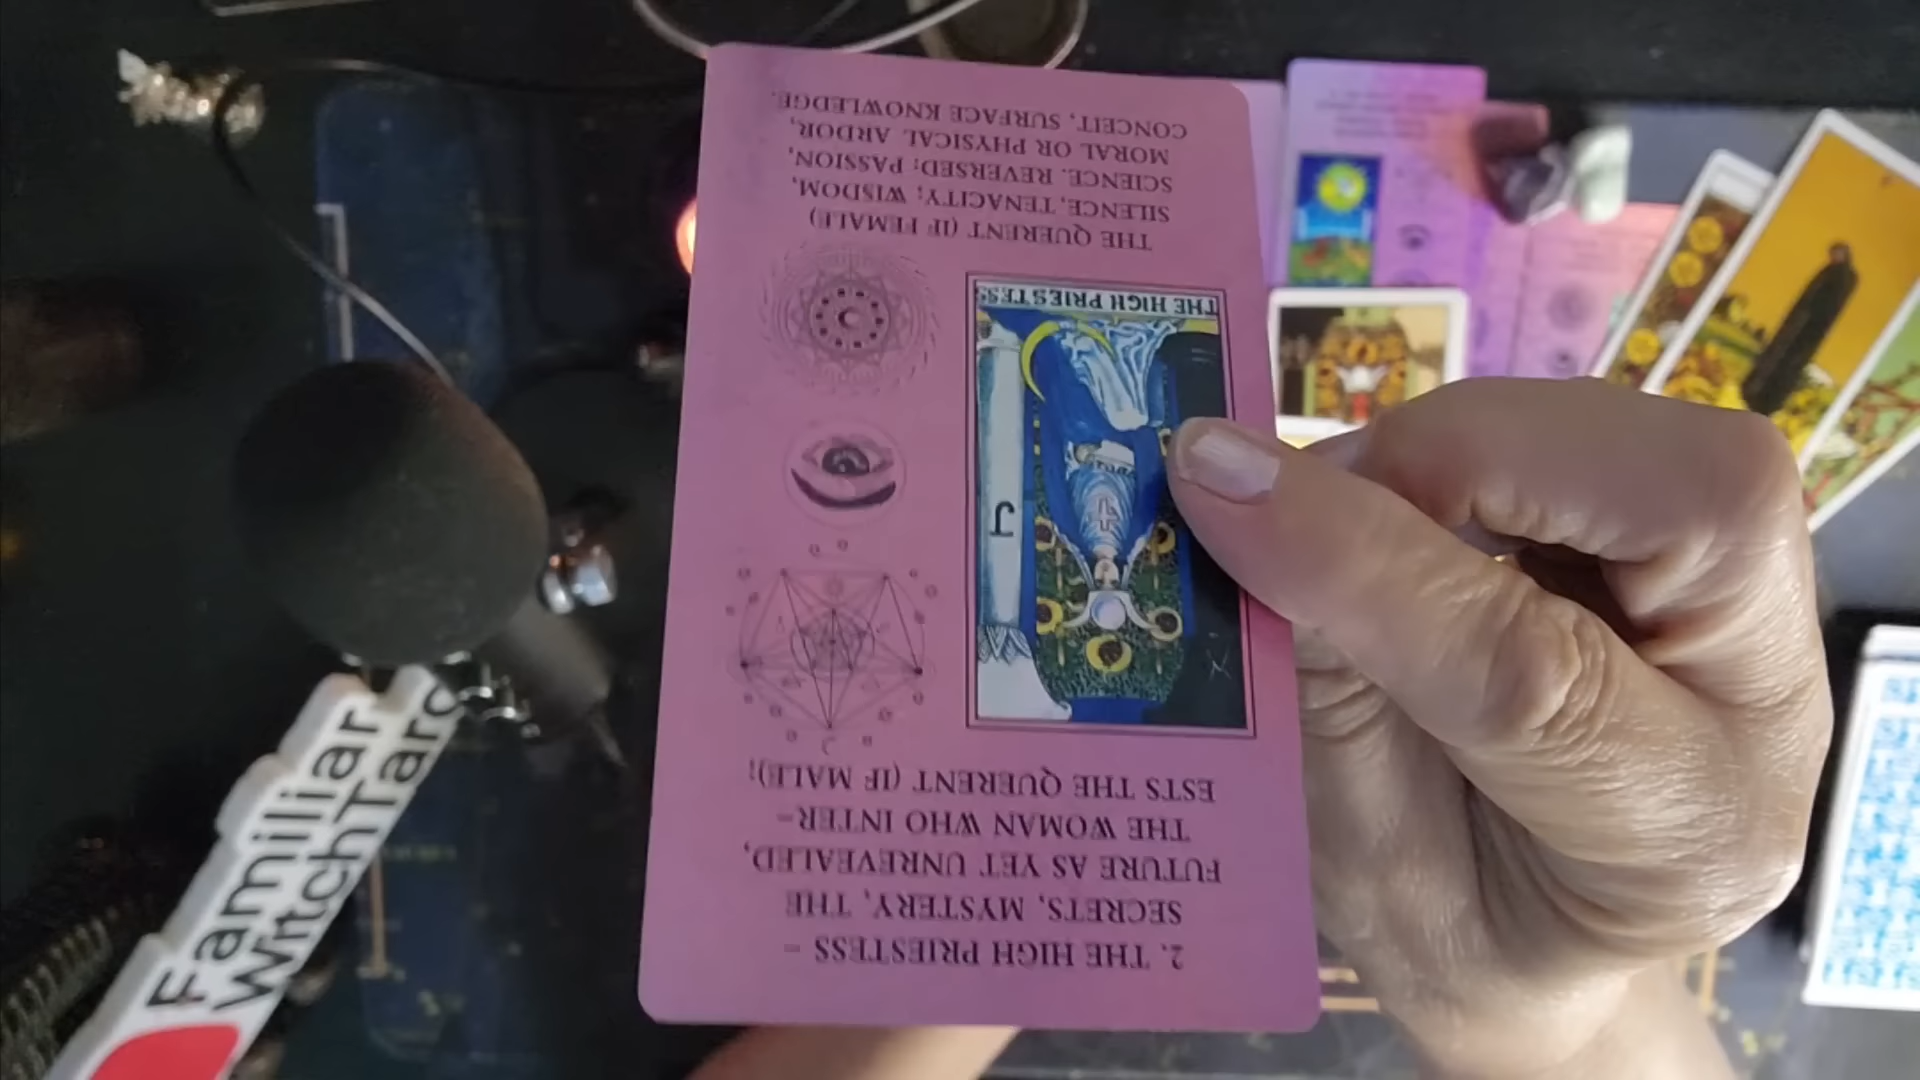 2. THE HIGH PRIESTESS –
SECRETS, MYSTERY, THE
FUTURE AS YET UNREVEALED,
THE WOMAN WHO INTER–
ESTS THE QUERENT (IF MALE);
THE HIGH PRIESTESS
J
THE QUERENT (IF FEMALE)
SILENCE, TENACITY; WISDOM,
SCIENCE. REVERSED: PASSION,
MORAL OR PHYSICAL ARDOR,
CONCEIT, SURFACE KNOWLEDGE.
Familiar
WitchTaro